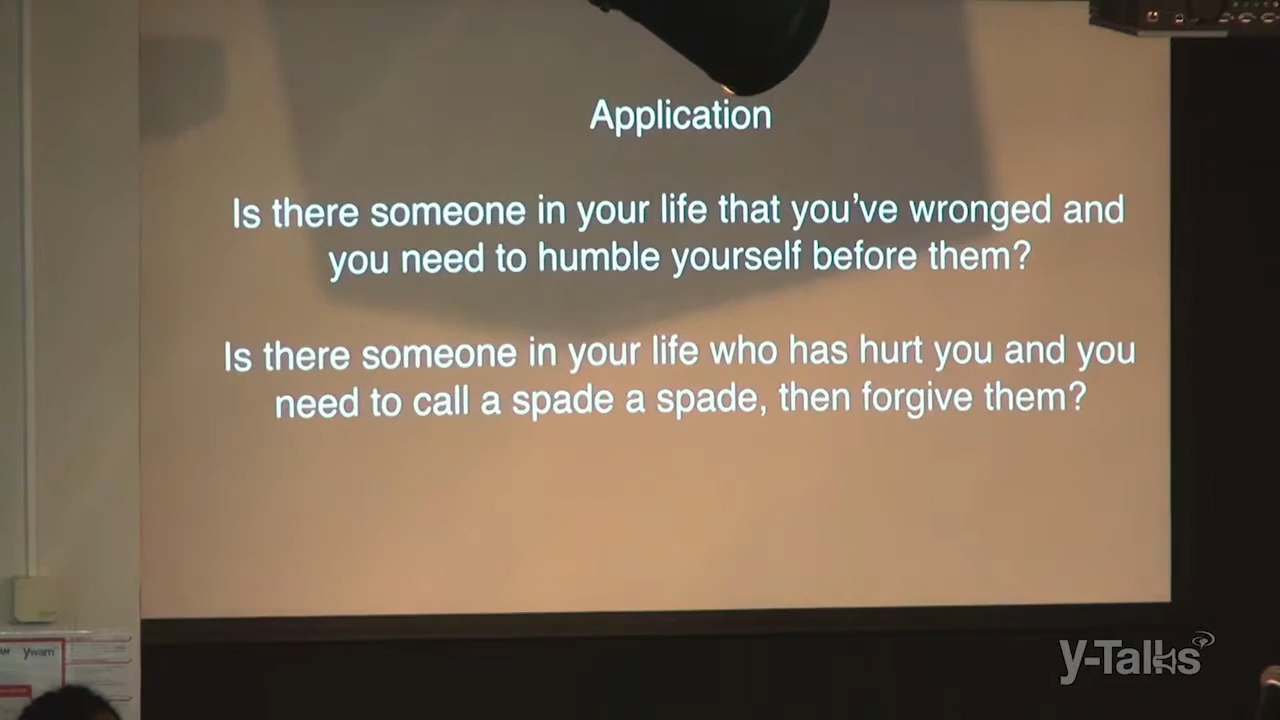 Application
Is there someone in your life that you've wronged and
you need to humble yourself before them?
Is there someone in your life who has hurt you and you
need to call a spade a spade, then forgive them?
ywam
y-Talks